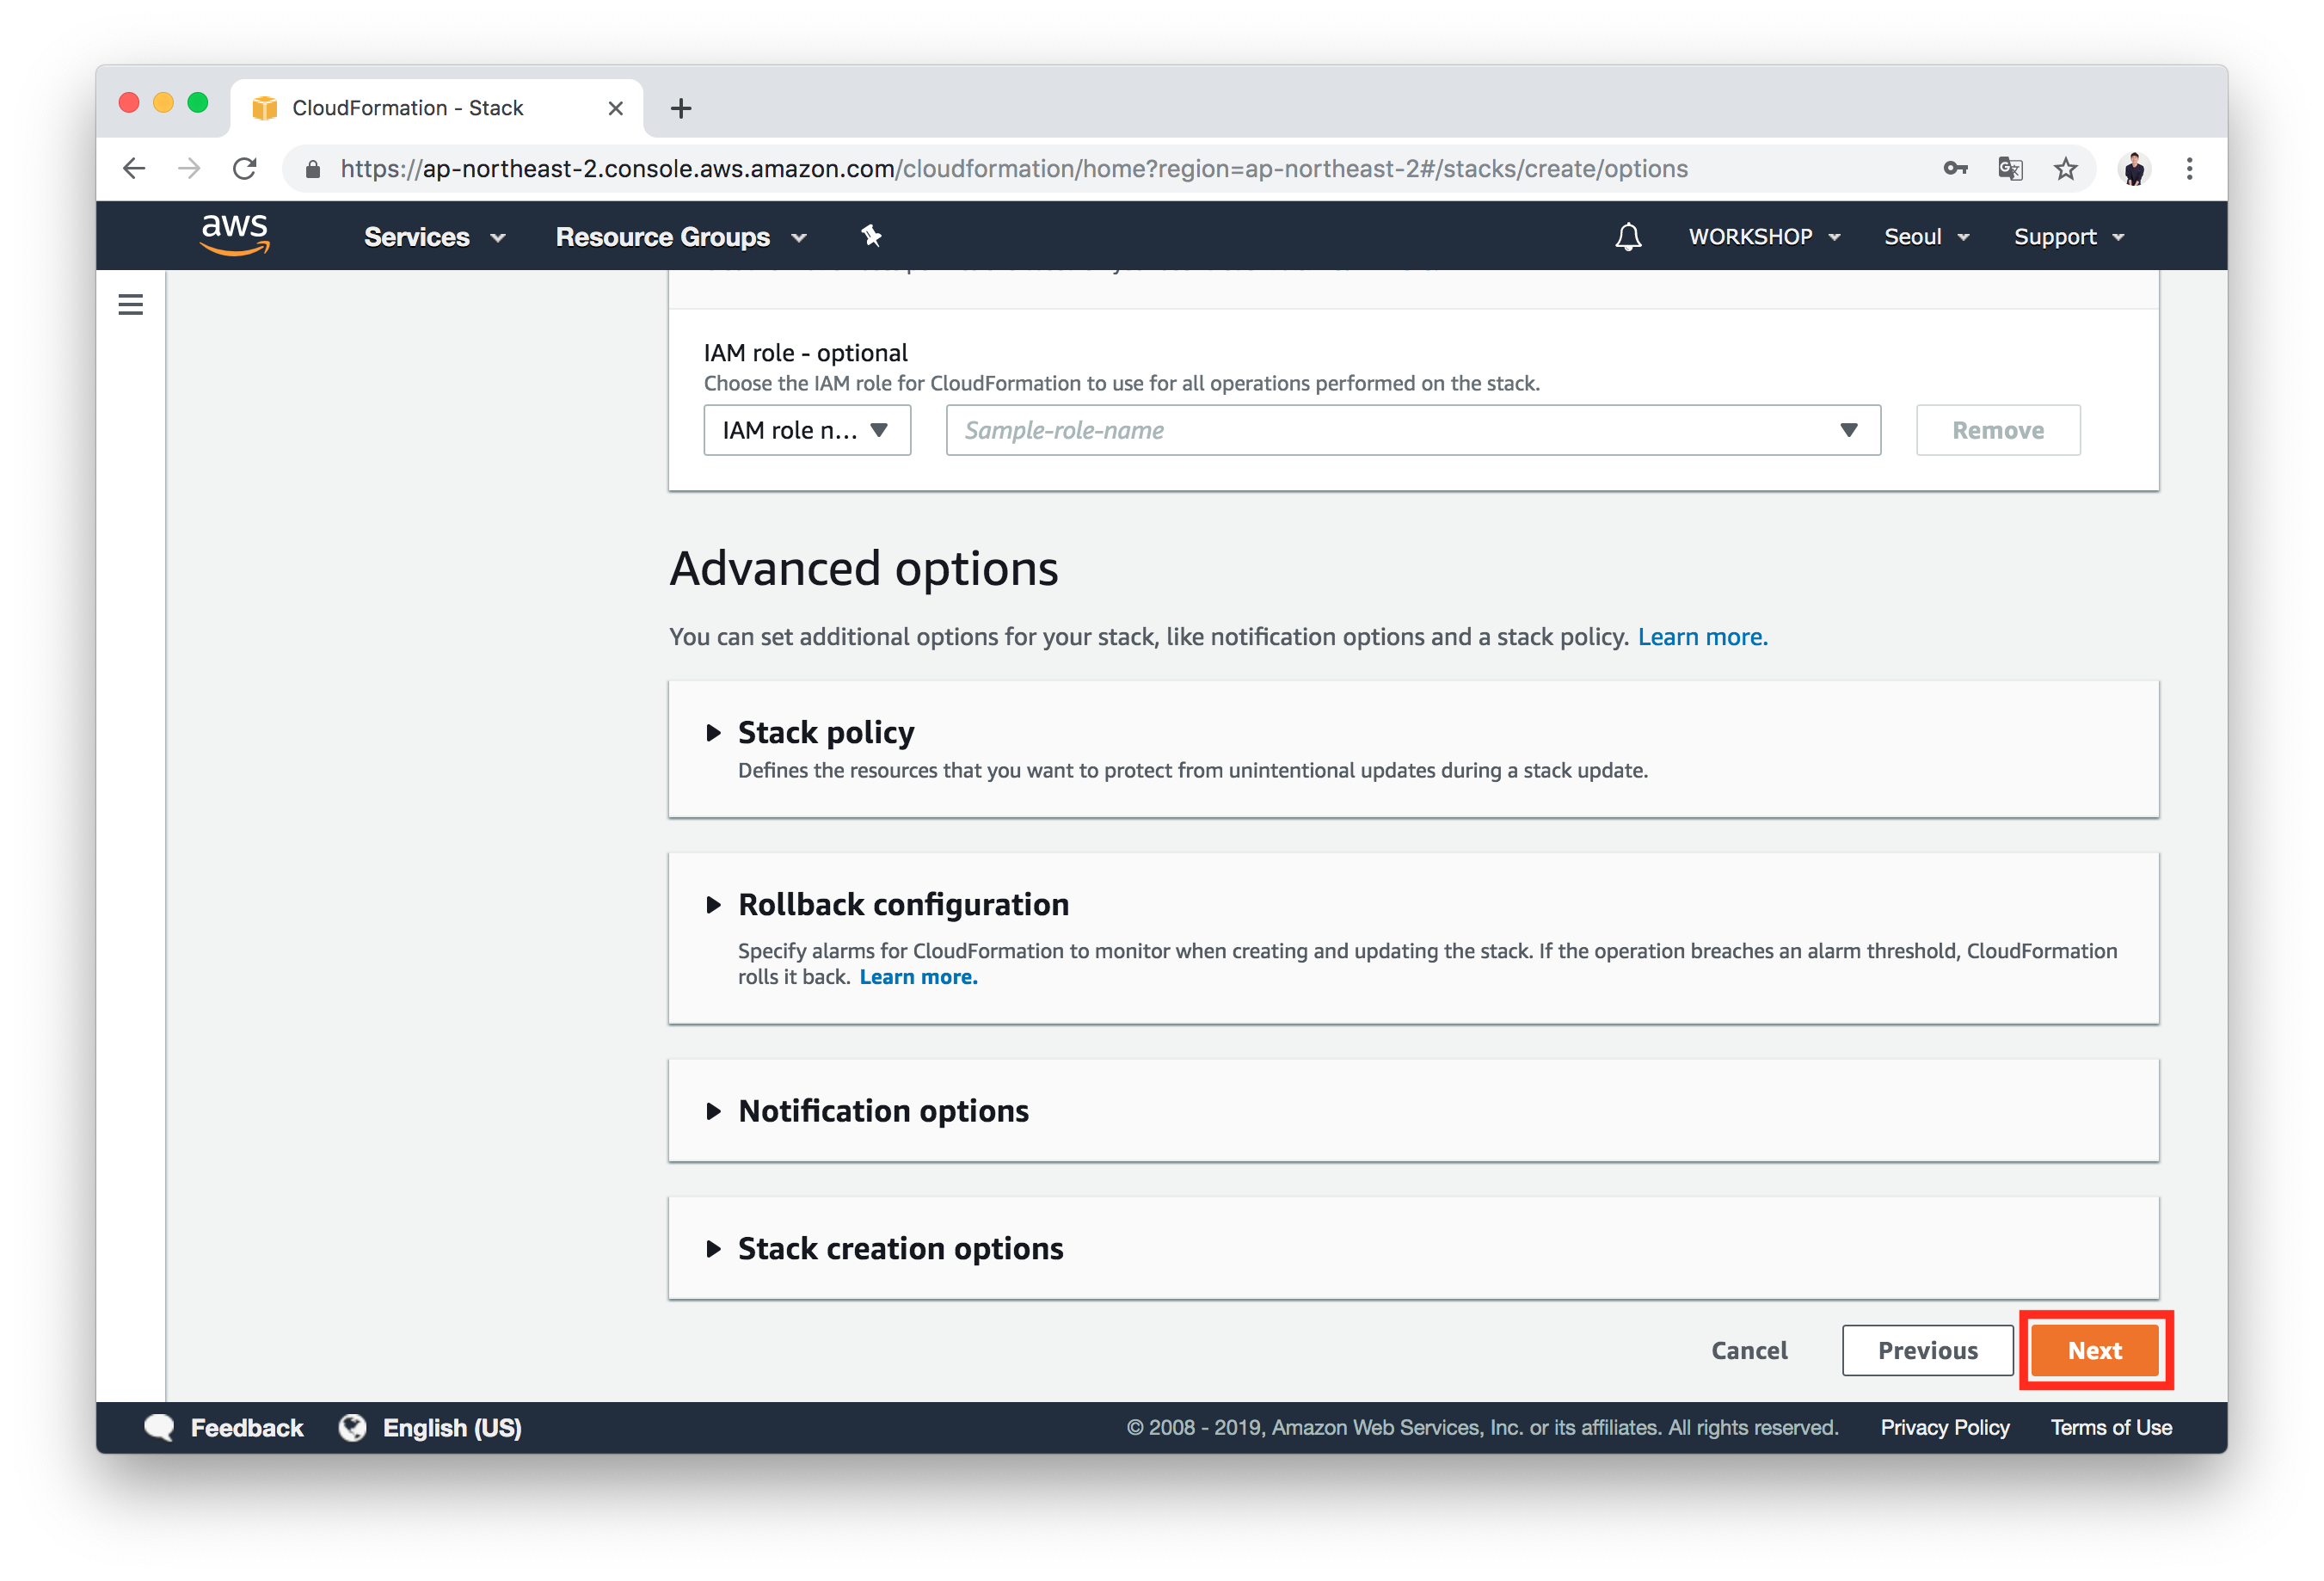 CloudFormation - Stack
https://ap-northeast-2.console.aws.amazon.com/cloudformation/home?region=ap-northeast-2#/stacks/create/options
aws Services Resource Groups WORKSHOP Seoul Support
IAM role - optional
Choose the IAM role for CloudFormation to use for all operations performed on the stack.
IAM role n... Sample-role-name Remove
Advanced options
You can set additional options for your stack, like notification options and a stack policy. Learn more.
Stack policy
Defines the resources that you want to protect from unintentional updates during a stack update.
Rollback configuration
Specify alarms for CloudFormation to monitor when creating and updating the stack. If the operation breaches an alarm threshold, CloudFormation
rolls it back. Learn more.
Notification options
Stack creation options
Cancel Previous Next
Feedback English (US) © 2008 - 2019, Amazon Web Services, Inc. or its affiliates. All rights reserved. Privacy Policy Terms of Use